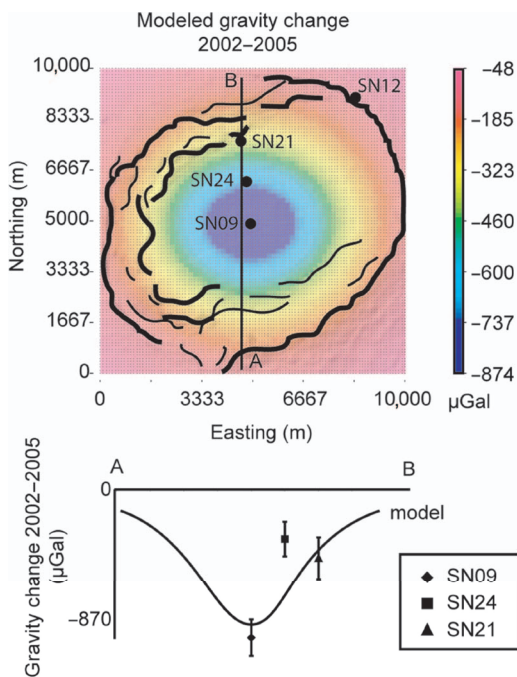 Modeled gravity change
2002–2005
10,000
8333
6667
5000
3333
1667
0
Northing (m)
B
SN12
SN21
SN24
SN09
A
0 3333 6667 10,000
Easting (m)
−48
−185
−323
−460
−600
−737
−874
µGal
A B
0
−870
Gravity change 2002–2005
(µGal)
model
SN09
SN24
SN21